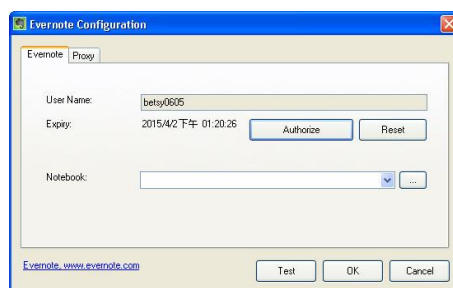 Evernote Configuration
Evernote Proxy
User Name: betsy0605
Expiry: 2015/4/2下午 01:20:26 Authorize Reset
Notebook: ...
Evernote, www.evernote.com Test OK Cancel